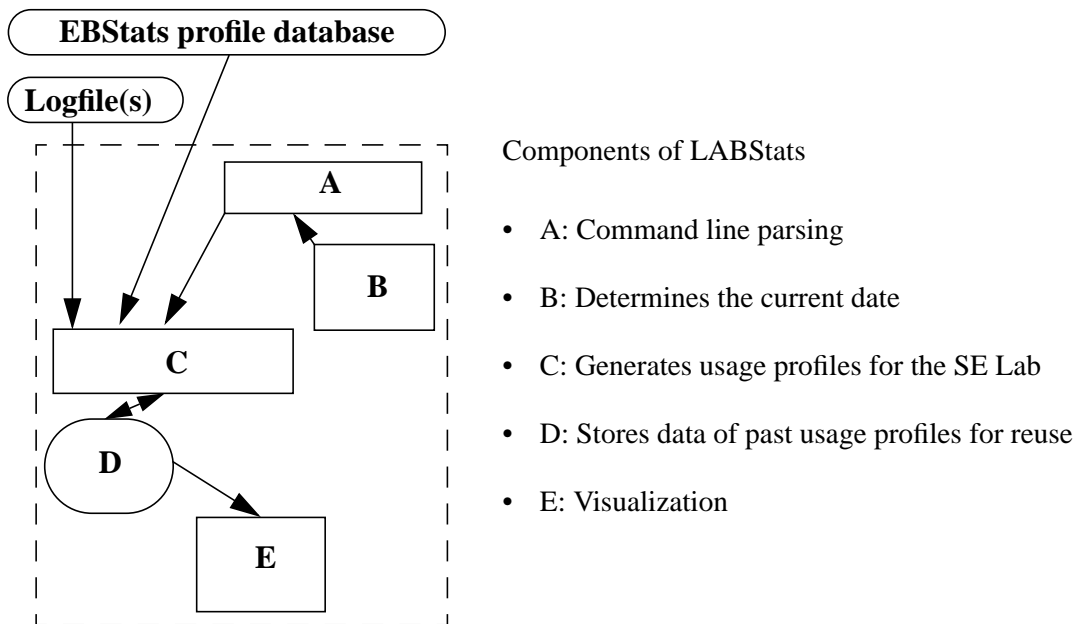 EBStats profile database
Logfile(s)
A
B
C
D
E
Components of LABStats
• A: Command line parsing
• B: Determines the current date
• C: Generates usage profiles for the SE Lab
• D: Stores data of past usage profiles for reuse
• E: Visualization